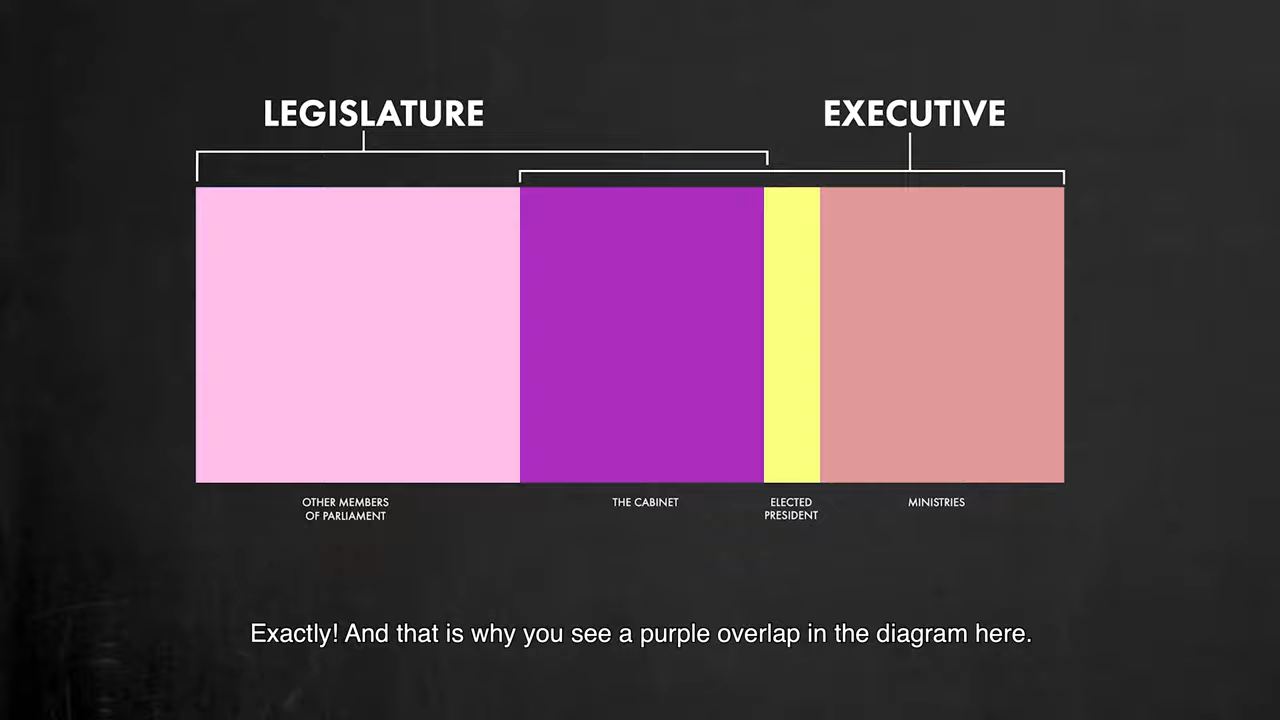 LEGISLATURE
EXECUTIVE
OTHER MEMBERS
OF PARLIAMENT
THE CABINET
ELECTED
PRESIDENT
MINISTRIES
Exactly! And that is why you see a purple overlap in the diagram here.